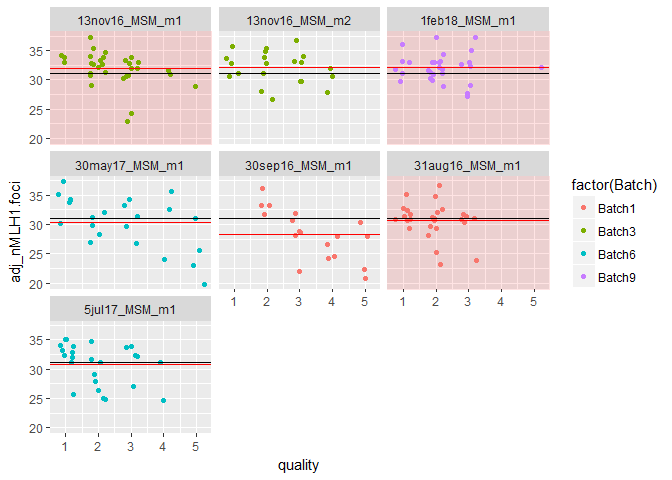 13nov16_MSM_m1 13nov16_MSM_m2 1feb18_MSM_m1
35
30
25
20
30may17_MSM_m1 30sep16_MSM_m1 31aug16_MSM_m1
35
30
25
20
1 2 3 4 5 1 2 3 4 5
5jul17_MSM_m1
35
30
25
20
1 2 3 4 5
adj_nMLH1 foci
quality
factor(Batch)
Batch1
Batch3
Batch6
Batch9